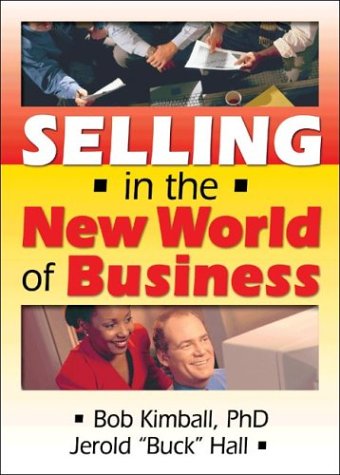 SELLING
▪ in the ▪
New World
of Business
▪ Bob Kimball, PhD
Jerold "Buck" Hall ▪